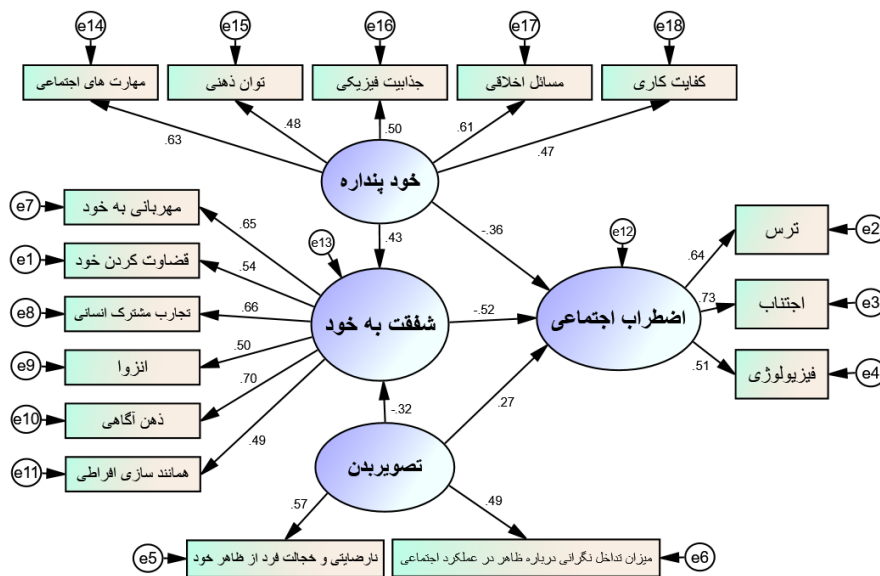 e14 e15 e16 e17 e18
مهارت های اجتماعی توان ذهنی جذابیت فیزیکی مسائل اخلاقی کفایت کاری
.63 .48 .50 .61 .47
خود پنداره
e7 مهربانی به خود .65
e1 قضاوت کردن خود .54
e8 تجارب مشترک انسانی .66
e9 انزوا .50
e10 ذهن آگاهی .70
e11 همانند سازی افراطی .49
.43 -.36
e13 e12
شفقت به خود -.52 اضطراب اجتماعی
.64 ترس e2
.73 اجتناب e3
.51 فیزیولوژی e4
-.32 .27
تصویربدن
.57 .49
e5 نارضایتی و خجالت فرد از ظاهر خود
میزان تداخل نگرانی درباره ظاهر در عملکرد اجتماعی e6